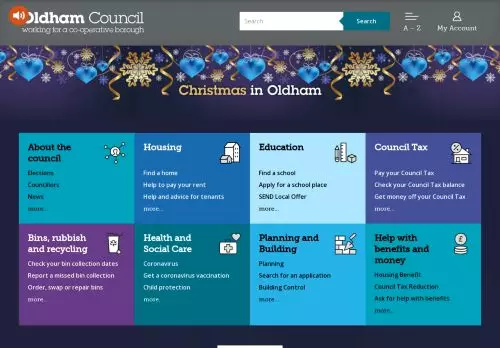 Oldham Council
working for a co-operative borough
Search
Search
A – Z
My Account
Christmas in Oldham
About the council
Elections
Councillors
News
more...
Housing
Find a home
Help to pay your rent
Help and advice for tenants
more...
Education
Find a school
Apply for a school place
SEND Local Offer
more...
Council Tax
Pay your Council Tax
Check your Council Tax balance
Get money off your Council Tax
more...
Bins, rubbish
and recycling
Check your bin collection dates
Report a missed bin collection
Order, swap or repair bins
more...
Health and
Social Care
Coronavirus
Get a coronavirus vaccination
Child protection
more...
Planning and
Building
Planning
Search for an application
Building Control
more...
Help with
benefits and
money
Housing Benefit
Council Tax Reduction
Ask for help with benefits
more...